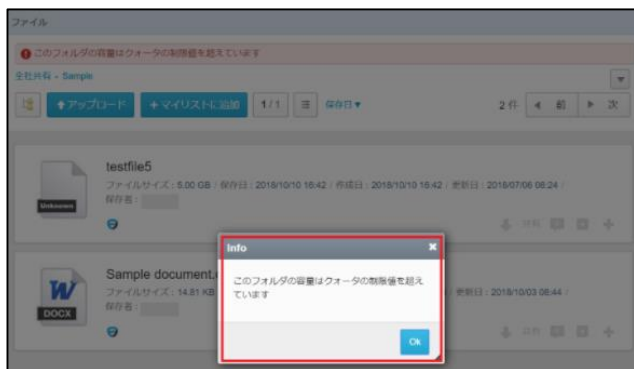 ファイル
このフォルダの容量はクォータの制限値を超えています
全社共有 - Sample
アップロード + マイリストに追加 1/1 保存日▼ 2 件 ◀ 前 ▶ 次
testfile5
ファイルサイズ : 5.00 GB / 保存日 : 2018/10/10 16:42 / 作成日 : 2018/10/10 16:42 / 更新日 : 2018/07/06 08:24 /
Unknown
保存者 :
Info
Sample document.
このフォルダの容量はクォータの制限値を超え
ています
ファイルサイズ : 14.81 KB
/ 更新日 : 2018/10/03 08:44 /
W
DOCX
保存者 :
Ok